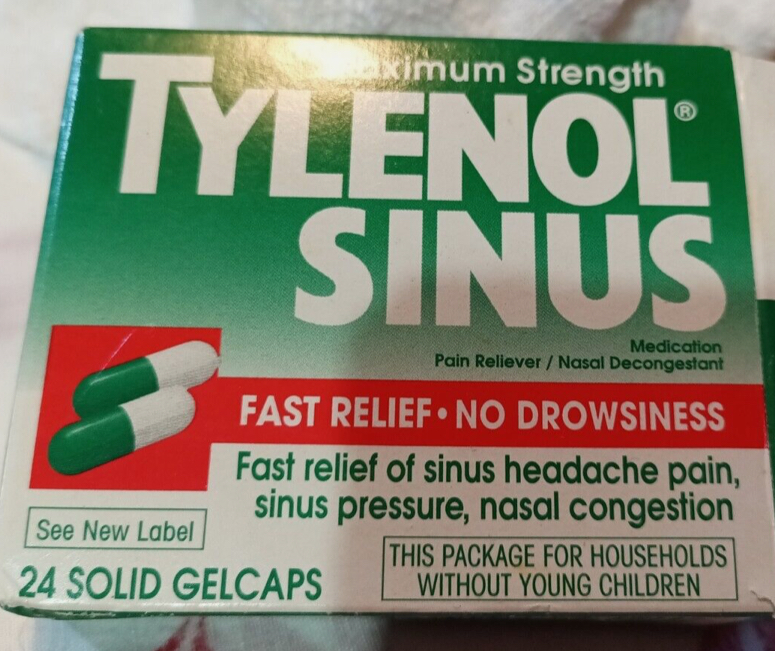 Maximum Strength
TYLENOL®
SINUS
Medication
Pain Reliever / Nasal Decongestant
FAST RELIEF • NO DROWSINESS
Fast relief of sinus headache pain,
sinus pressure, nasal congestion
See New Label
24 SOLID GELCAPS
THIS PACKAGE FOR HOUSEHOLDS
WITHOUT YOUNG CHILDREN